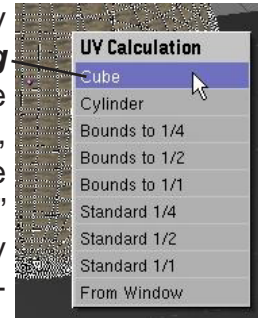 y
g
e
,
e
,
y
-
UV Calculation
Cube
Cylinder
Bounds to 1/4
Bounds to 1/2
Bounds to 1/1
Standard 1/4
Standard 1/2
Standard 1/1
From Window